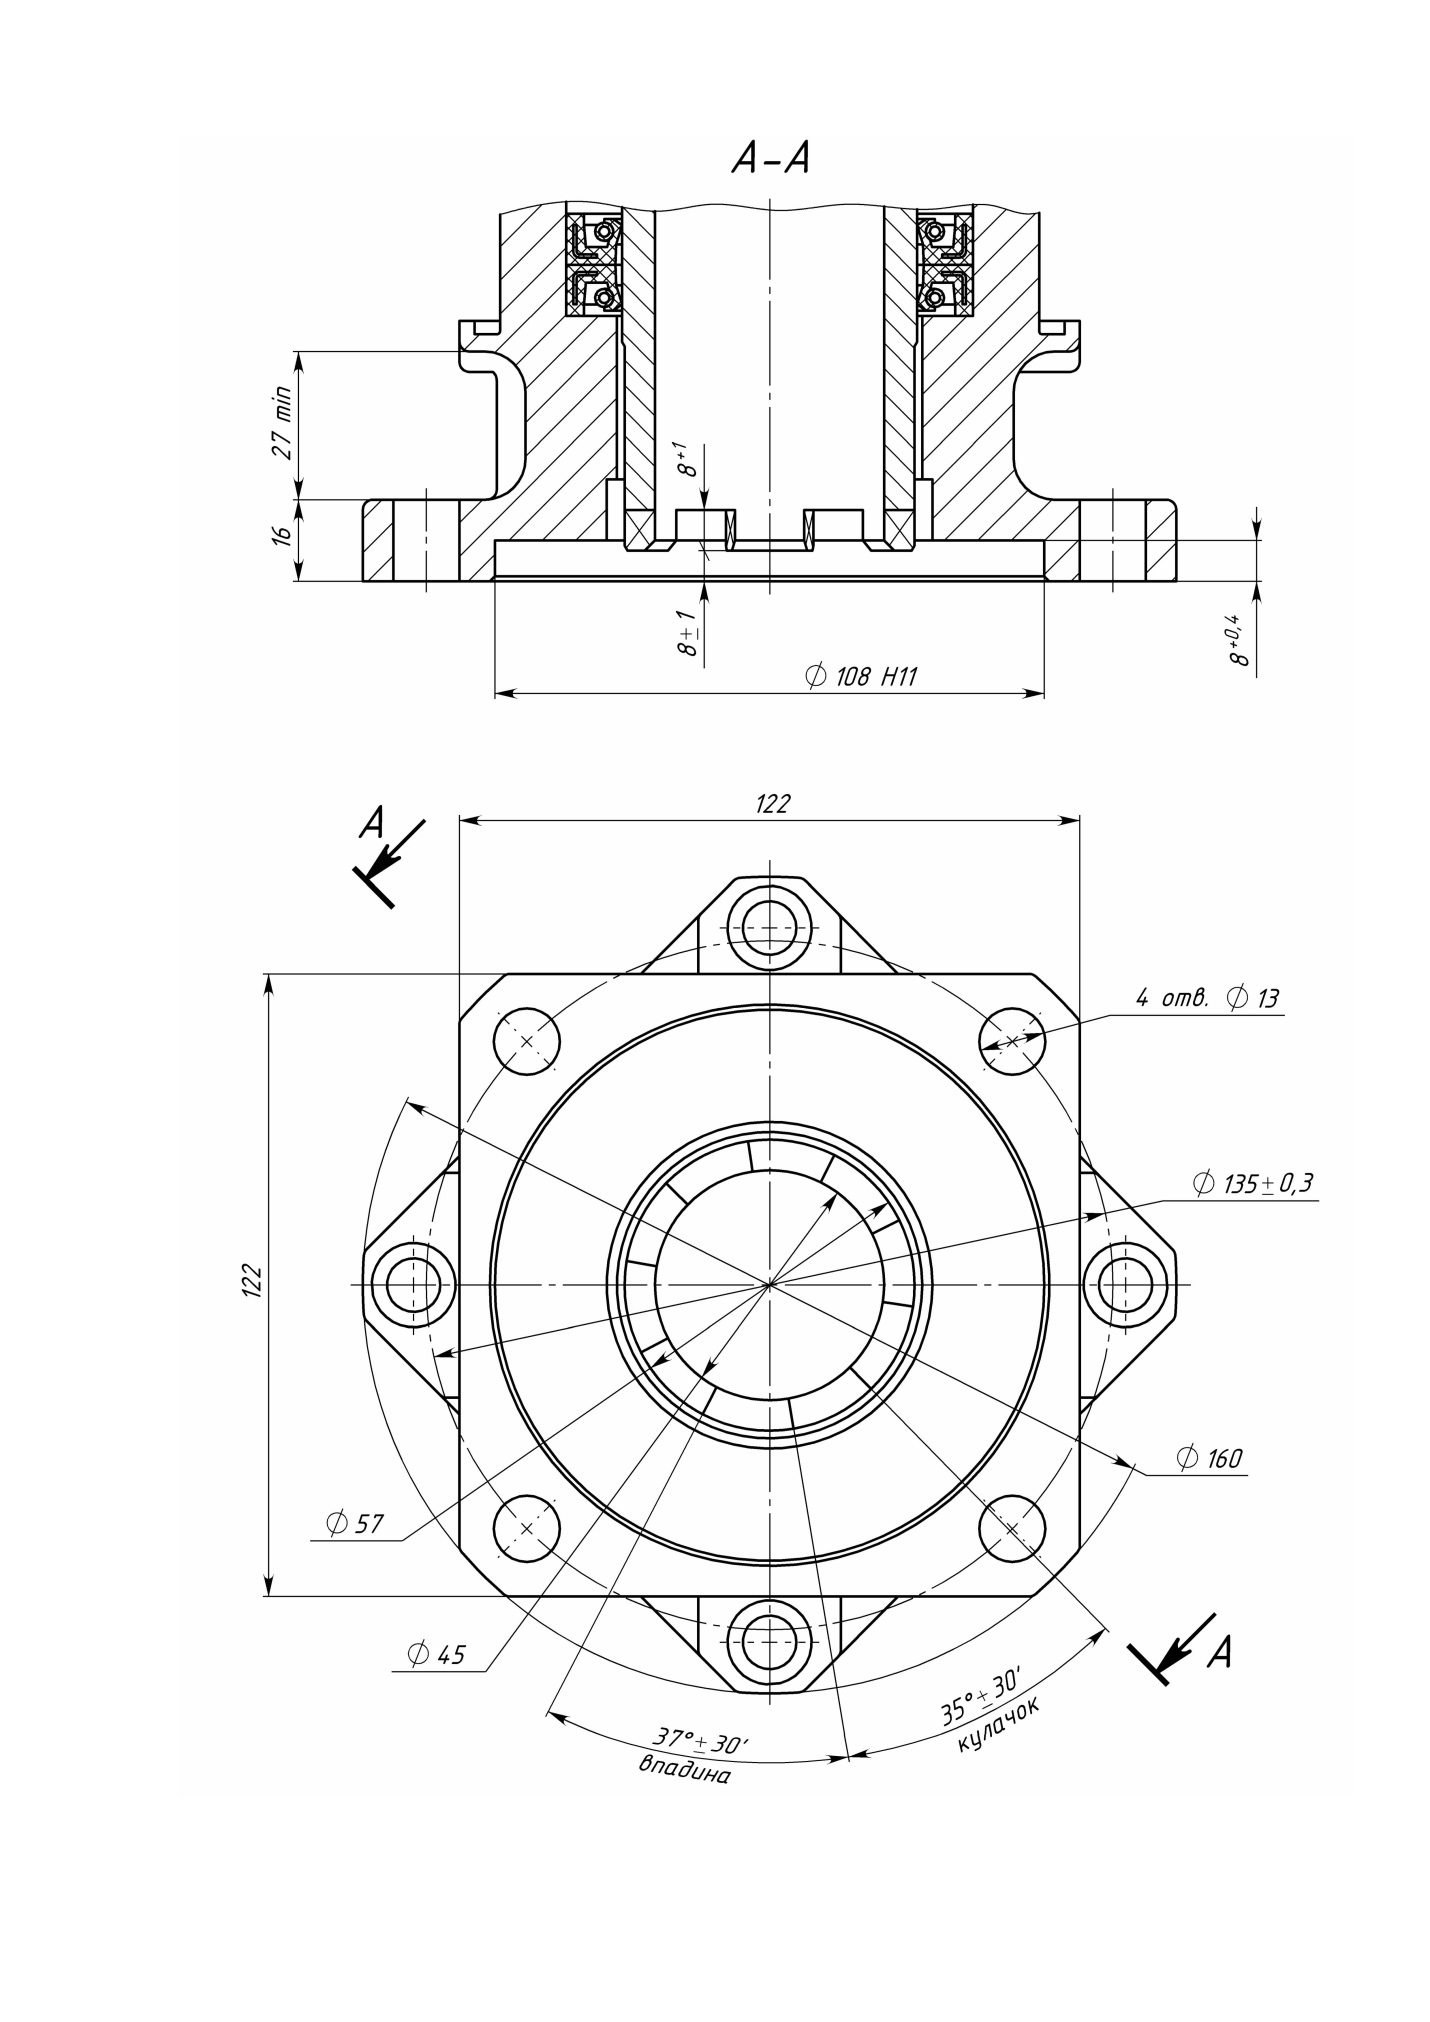 А-А
27 min
16
8⁺¹
8±1
8⁺⁰,⁴
∅ 108 H11
122
А
4 отв. ∅ 13
∅ 135±0,3
122
∅ 160
∅ 57
∅ 45
А
35°±30′
кулачок
37°±30′
впадина